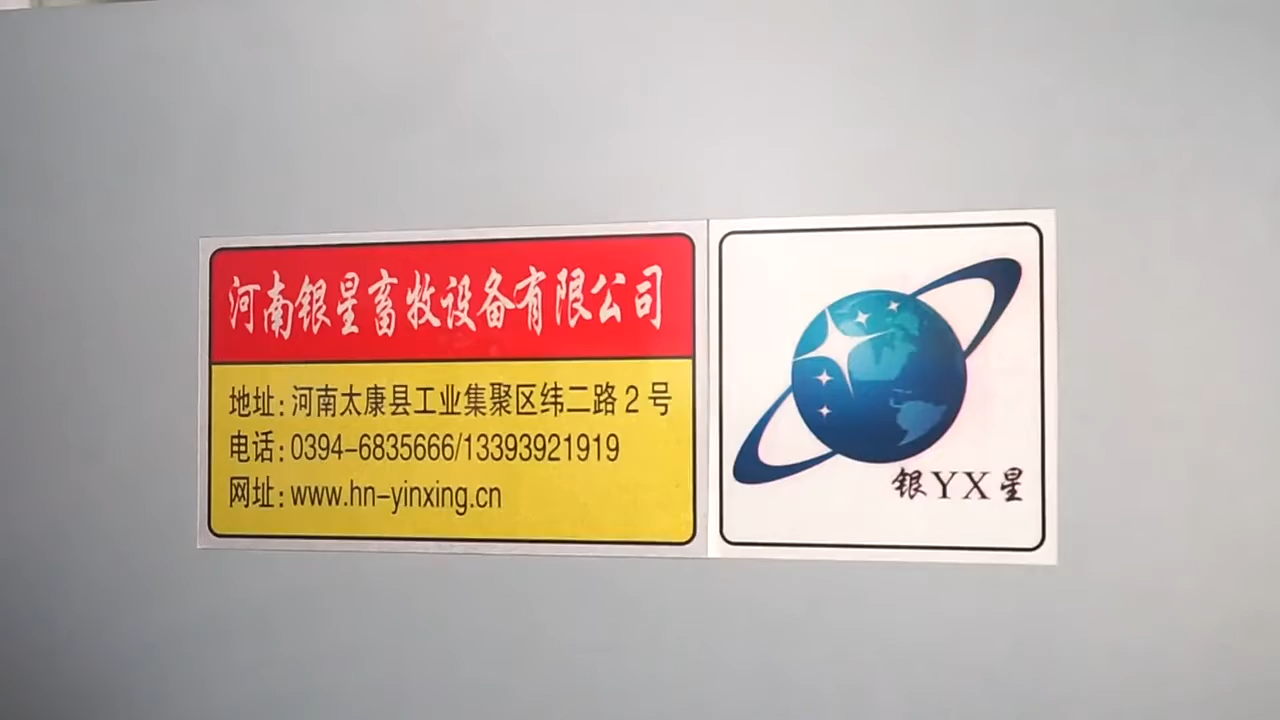 河南银星畜牧设备有限公司
地址:河南太康县工业集聚区纬二路2号
电话:0394-6835666/13393921919
网址:www.hn-yinxing.cn
银YX星